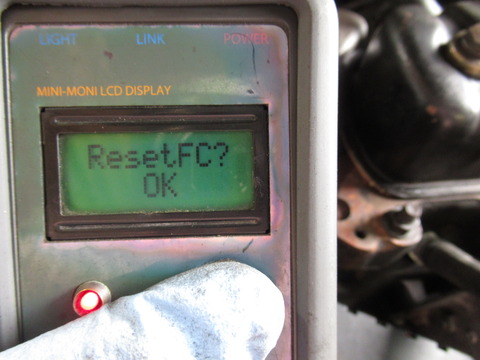 LIGHT LINK POWER
MINI-MONI LCD DISPLAY
ResetFC?
OK